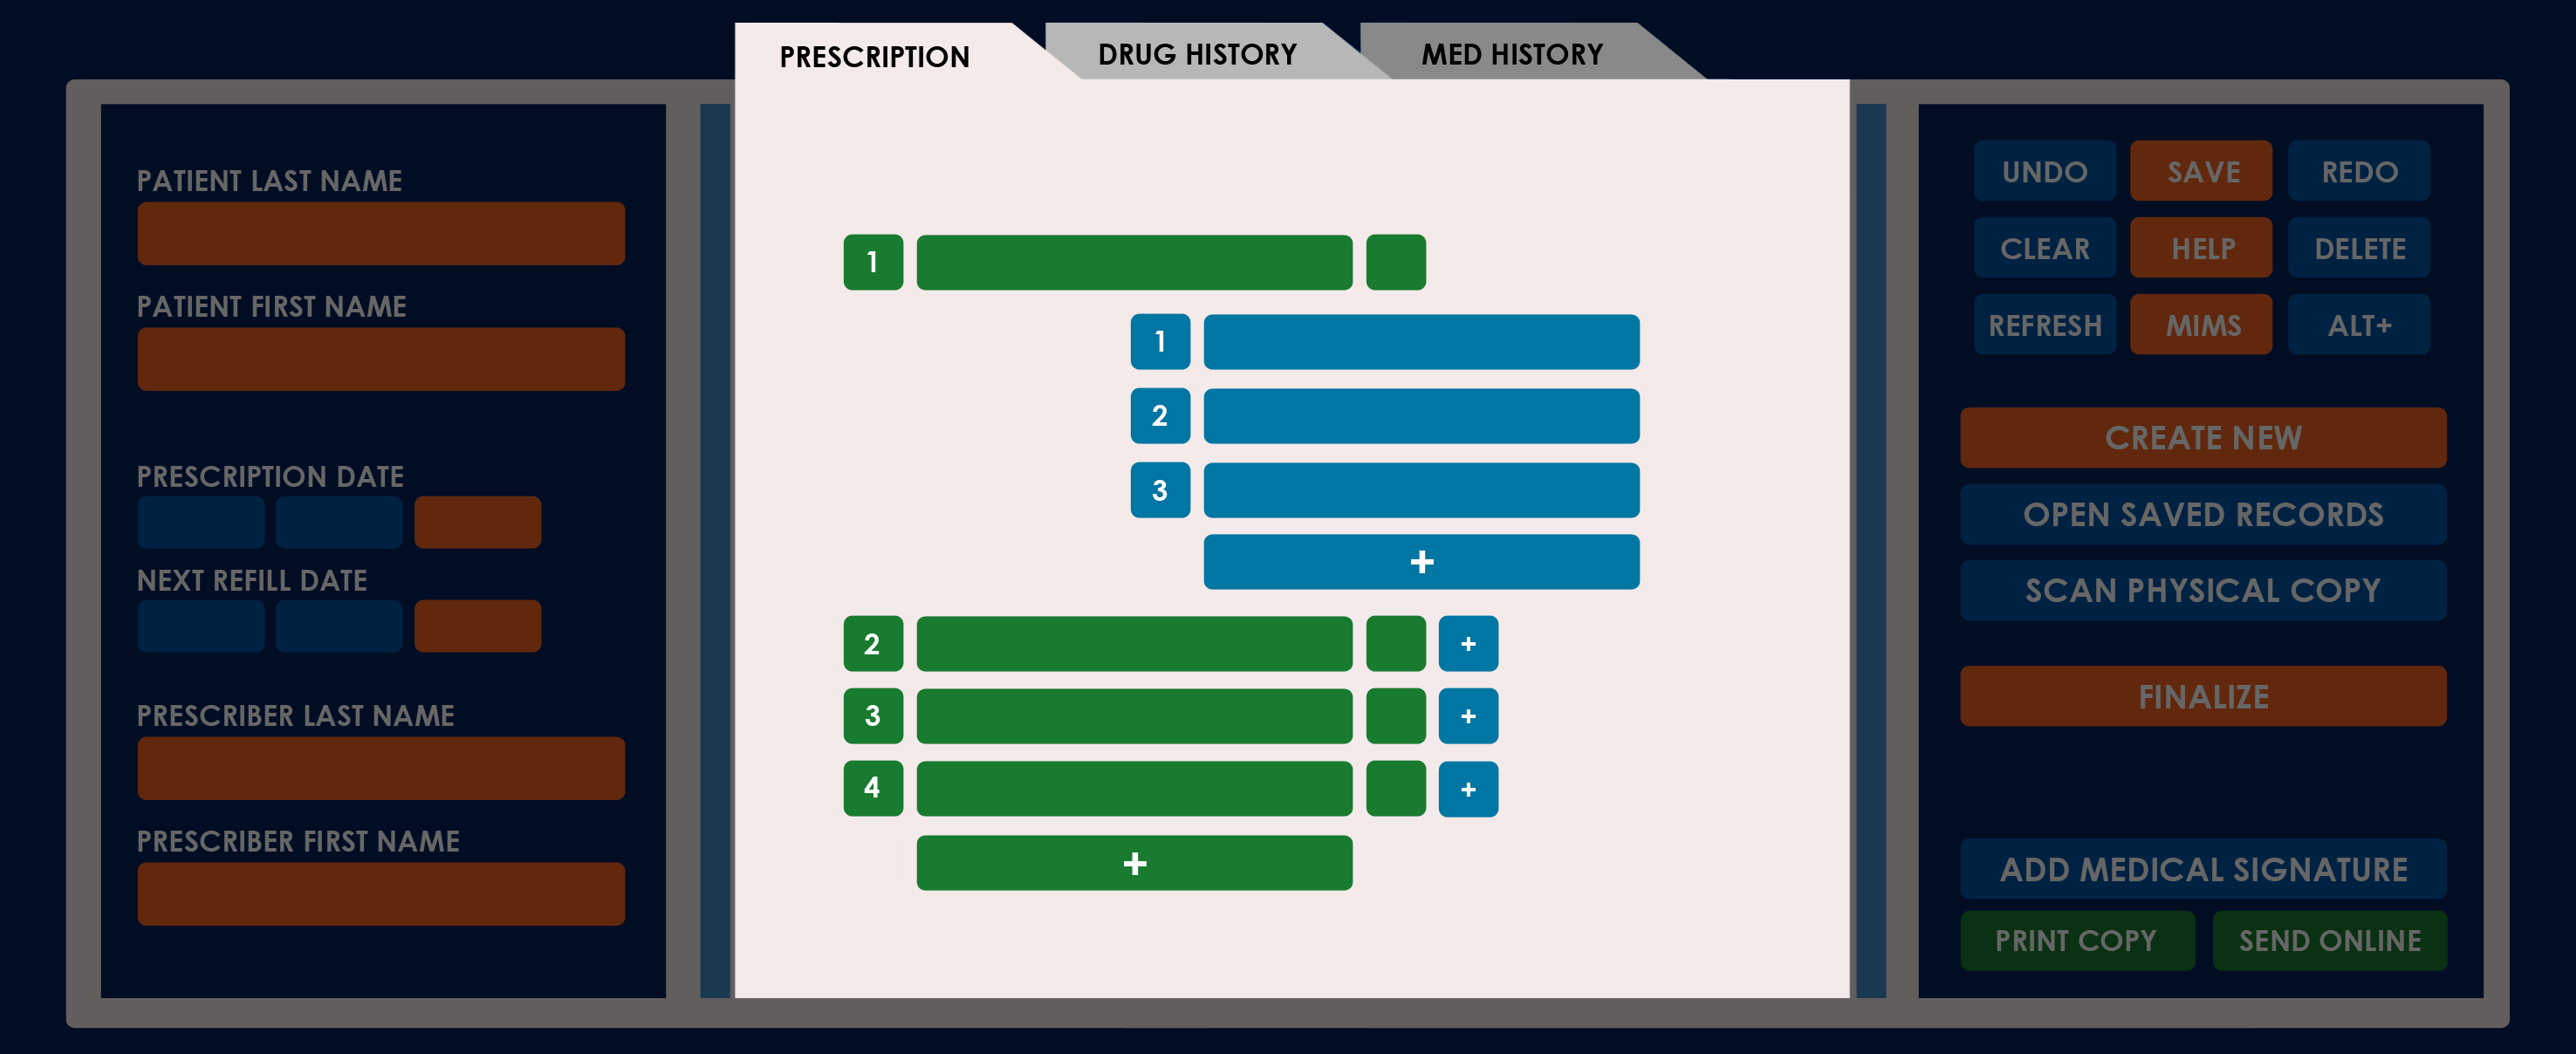 PRESCRIPTION
DRUG HISTORY
MED HISTORY
PATIENT LAST NAME
PATIENT FIRST NAME
PRESCRIPTION DATE
NEXT REFILL DATE
PRESCRIBER LAST NAME
PRESCRIBER FIRST NAME
1
1
2
3
+
2 +
3 +
4 +
+
UNDO SAVE REDO
CLEAR HELP DELETE
REFRESH MIMS ALT+
CREATE NEW
OPEN SAVED RECORDS
SCAN PHYSICAL COPY
FINALIZE
ADD MEDICAL SIGNATURE
PRINT COPY SEND ONLINE